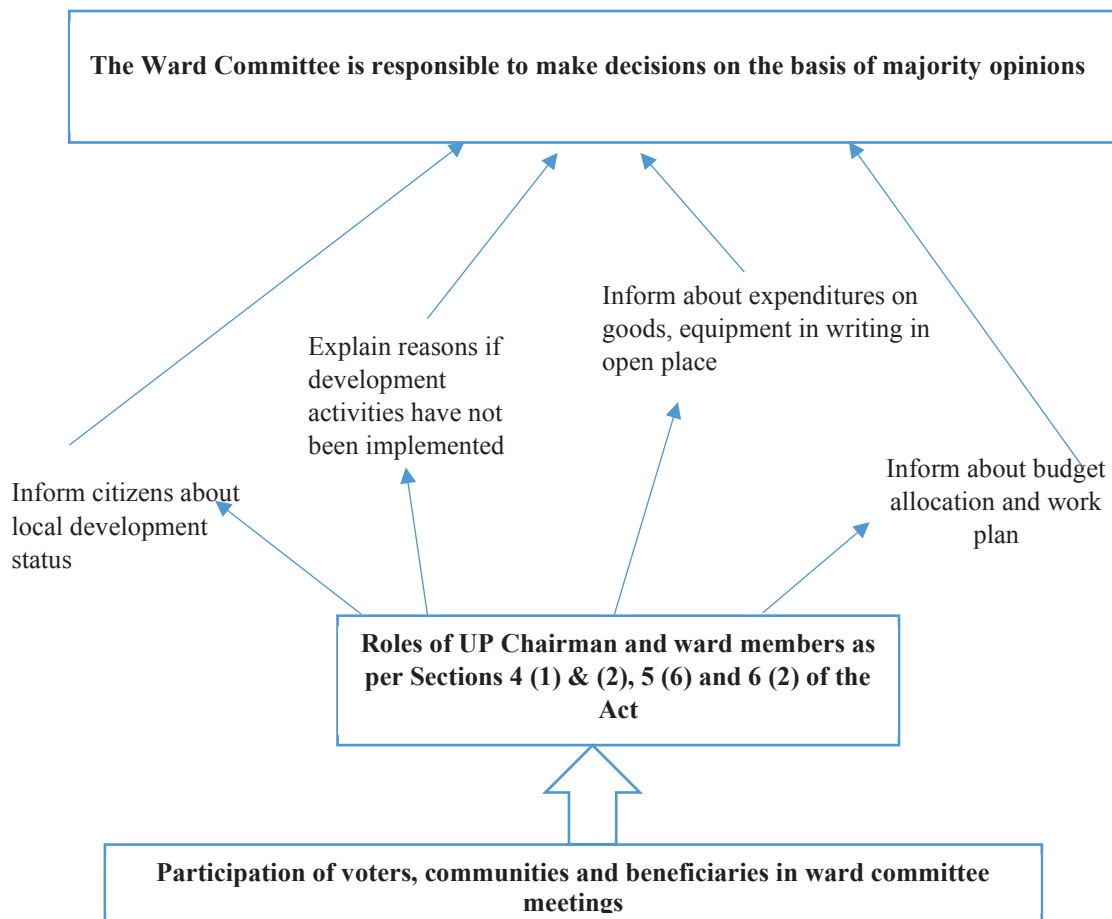 The Ward Committee is responsible to make decisions on the basis of majority opinions
Inform about expenditures on
goods, equipment in writing in
open place
Explain reasons if
development
activities have not
been implemented
Inform about budget
allocation and work
plan
Inform citizens about
local development
status
Roles of UP Chairman and ward members as
per Sections 4 (1) & (2), 5 (6) and 6 (2) of the
Act
Participation of voters, communities and beneficiaries in ward committee
meetings